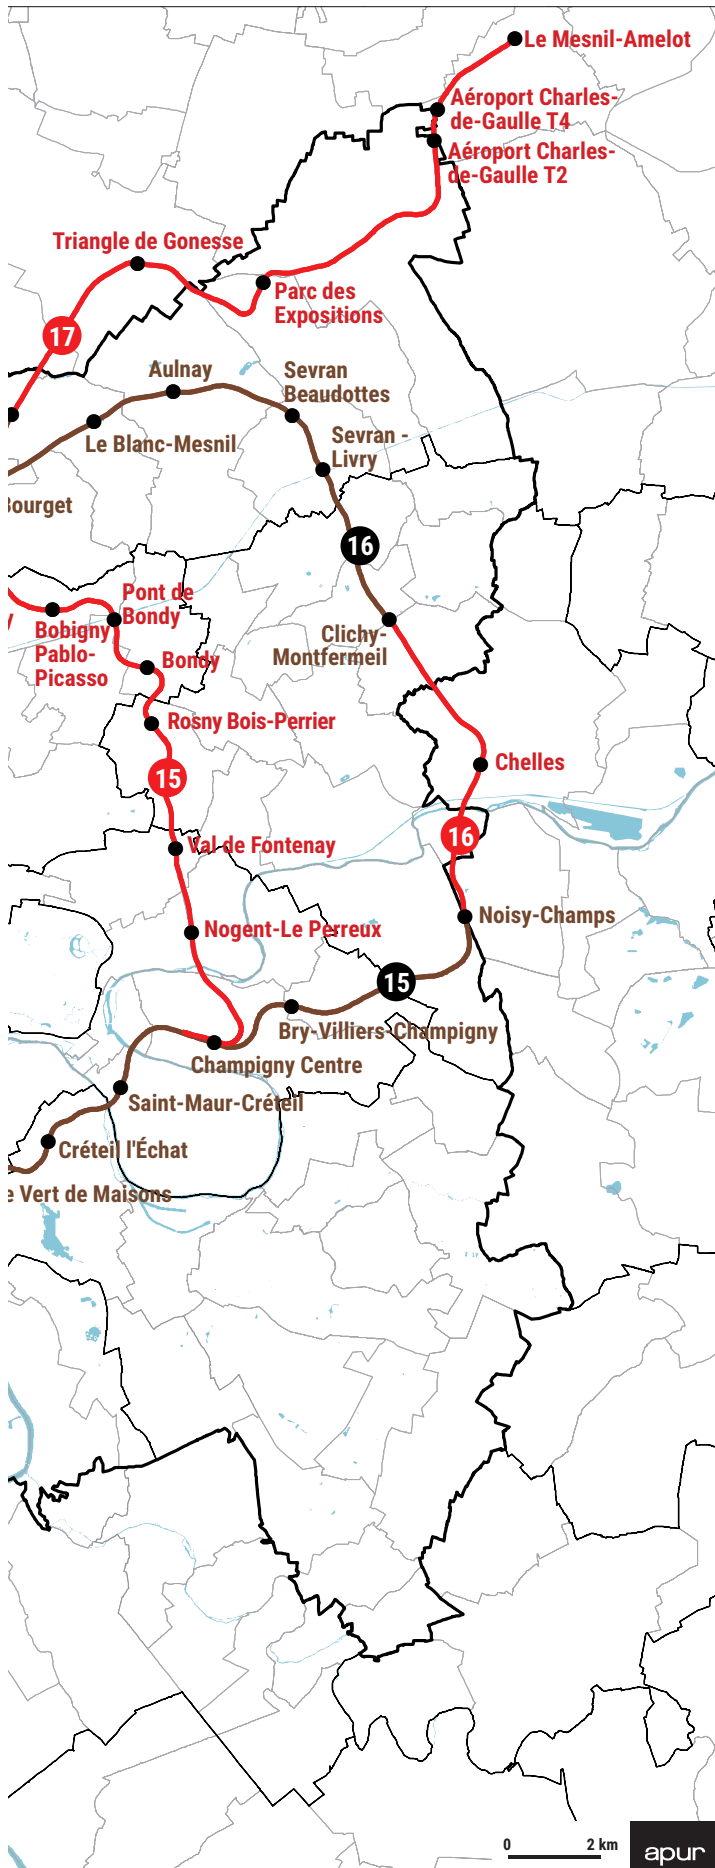 Le Mesnil-Amelot
Aéroport Charles-
de-Gaulle T4
Aéroport Charles-
de-Gaulle T2
Triangle de Gonesse
Parc des
Expositions
17
Aulnay
Sevran
Beaudottes
Le Blanc-Mesnil
Sevran -
Livry
Bourget
16
Pont de
Bondy
Bobigny
Pablo-
Picasso
y
Clichy-
Montfermeil
Bondy
Rosny Bois-Perrier
15
Chelles
16
Val de Fontenay
Noisy-Champs
Nogent-Le Perreux
15
Bry-Villiers-Champigny
Champigny Centre
Saint-Maur-Créteil
Créteil l'Échat
e Vert de Maisons
0 2 km
apur